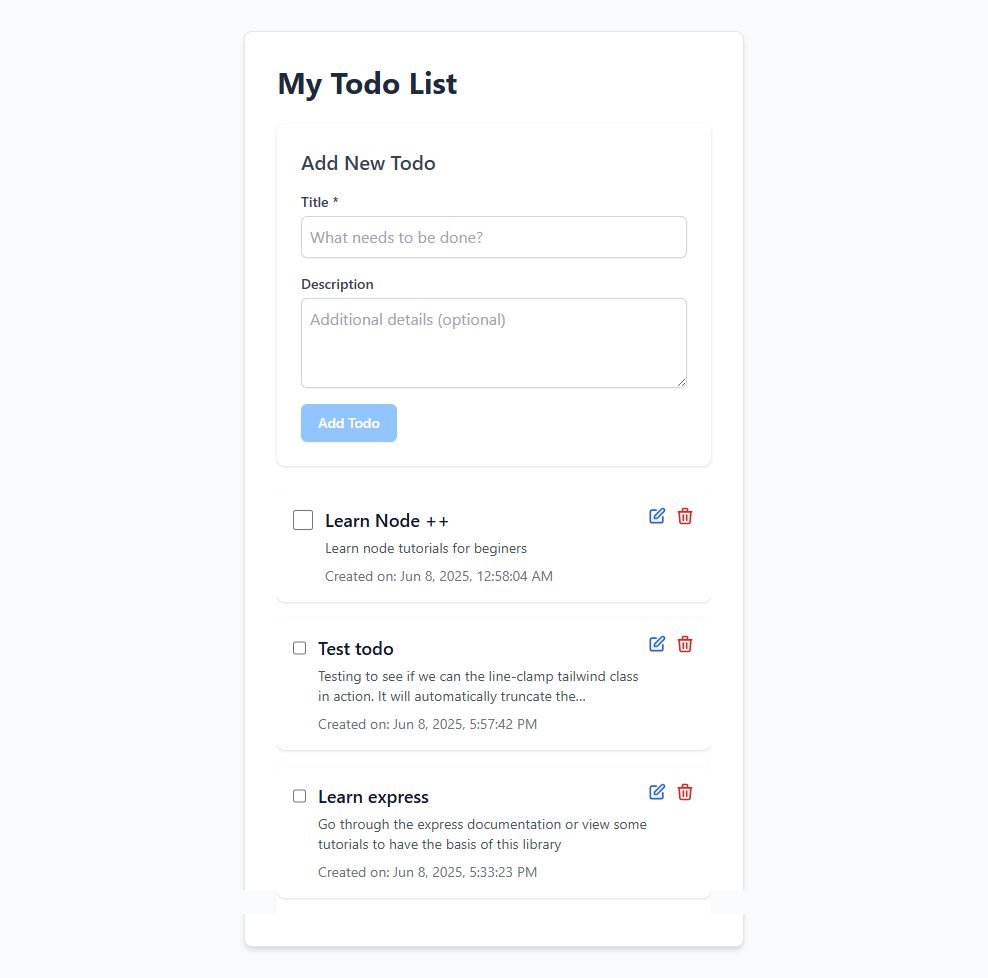 My Todo List
Add New Todo
Title *
What needs to be done?
Description
Additional details (optional)
Add Todo
Learn Node ++
Learn node tutorials for beginers
Created on: Jun 8, 2025, 12:58:04 AM
Test todo
Testing to see if we can the line-clamp tailwind class
in action. It will automatically truncate the...
Created on: Jun 8, 2025, 5:57:42 PM
Learn express
Go through the express documentation or view some
tutorials to have the basis of this library
Created on: Jun 8, 2025, 5:33:23 PM